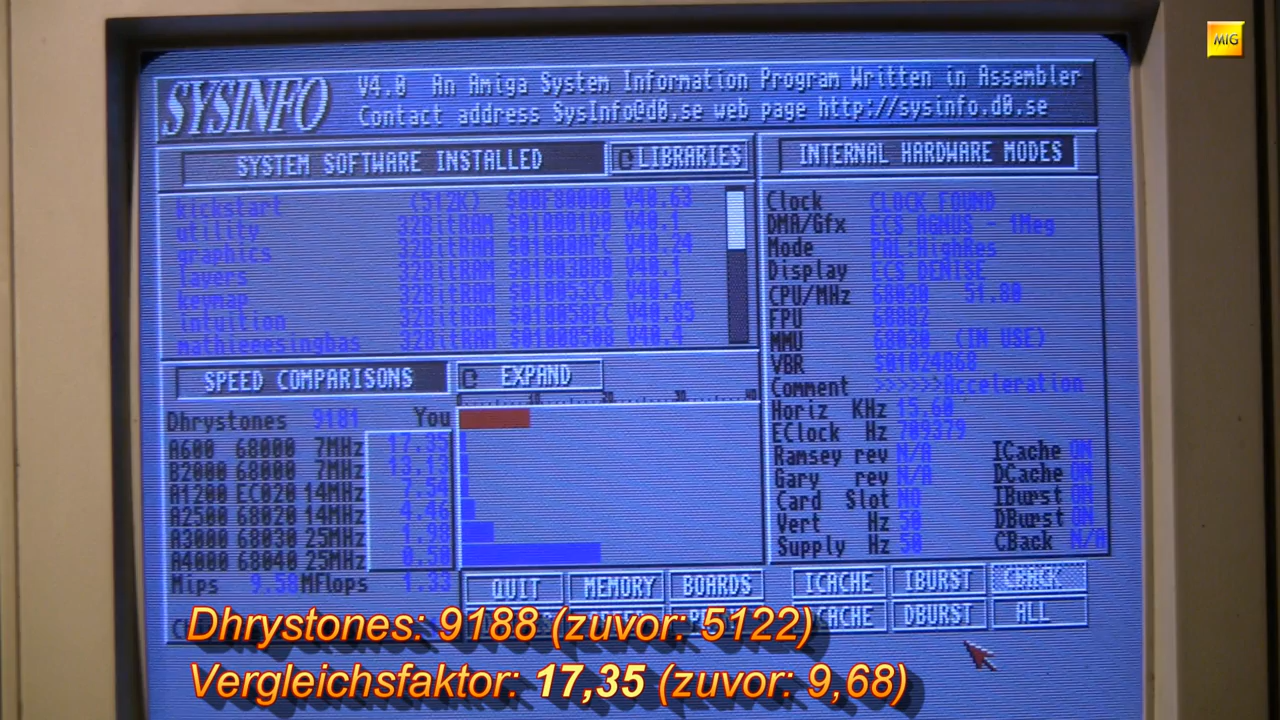 MIG
SYSINFO
V4.0 An Amiga System Information Program Written in Assembler
Contact address SysInfo@d0.se web page http://sysinfo.d0.se
SYSTEM SOFTWARE INSTALLED
LIBRARIES
kickstart (512K) $00F80000 V40.63
utility 32BitRAM $010001D0 V40.1
graphics 32BitRAM V40.24
layers 32BitRAM $01003BB0 V40.1
keymap 32BitRAM $010053C0 V40.4
intuition 32BitRAM $010058FC V40.85
mathieeesingbas 32BitRAM $01008508 V40.4
SPEED COMPARISONS
EXPAND
Dhrystones 9181 You
A600 68000 7MHz 17.35
B2000 68000 7MHz 13.13
A1200 EC020 14MHz 7.54
A2500 68020 14MHz 4.46
A3000 68030 25MHz 1.98
A4000 68040 25MHz 0.50
Mips 9.58 MFlops 1.33
INTERNAL HARDWARE MODES
Clock CLOCK FOUND
DMA/Gfx ECS AGNUS - 1Meg
Mode PAL:HighRes
Display ECS DENISE
CPU/MHz 68030 51.80
FPU 68882
MMU 68030 (IN USE)
VBR $01024B68
Comment >>>>>>Acceleration
Horiz KHz 15.60
EClock Hz 709379
Ramsey rev N/A ICache ON
Gary rev N/A DCache ON
Card Slot NO IBurst ON
Vert Hz 50 DBurst ON
Supply Hz 50 CBack N/A
QUIT MEMORY BOARDS ICACHE IBURST CBACK
CACHE DBURST ALL
Dhrystones: 9188 (zuvor: 5122)
Vergleichsfaktor: 17,35 (zuvor: 9,68)